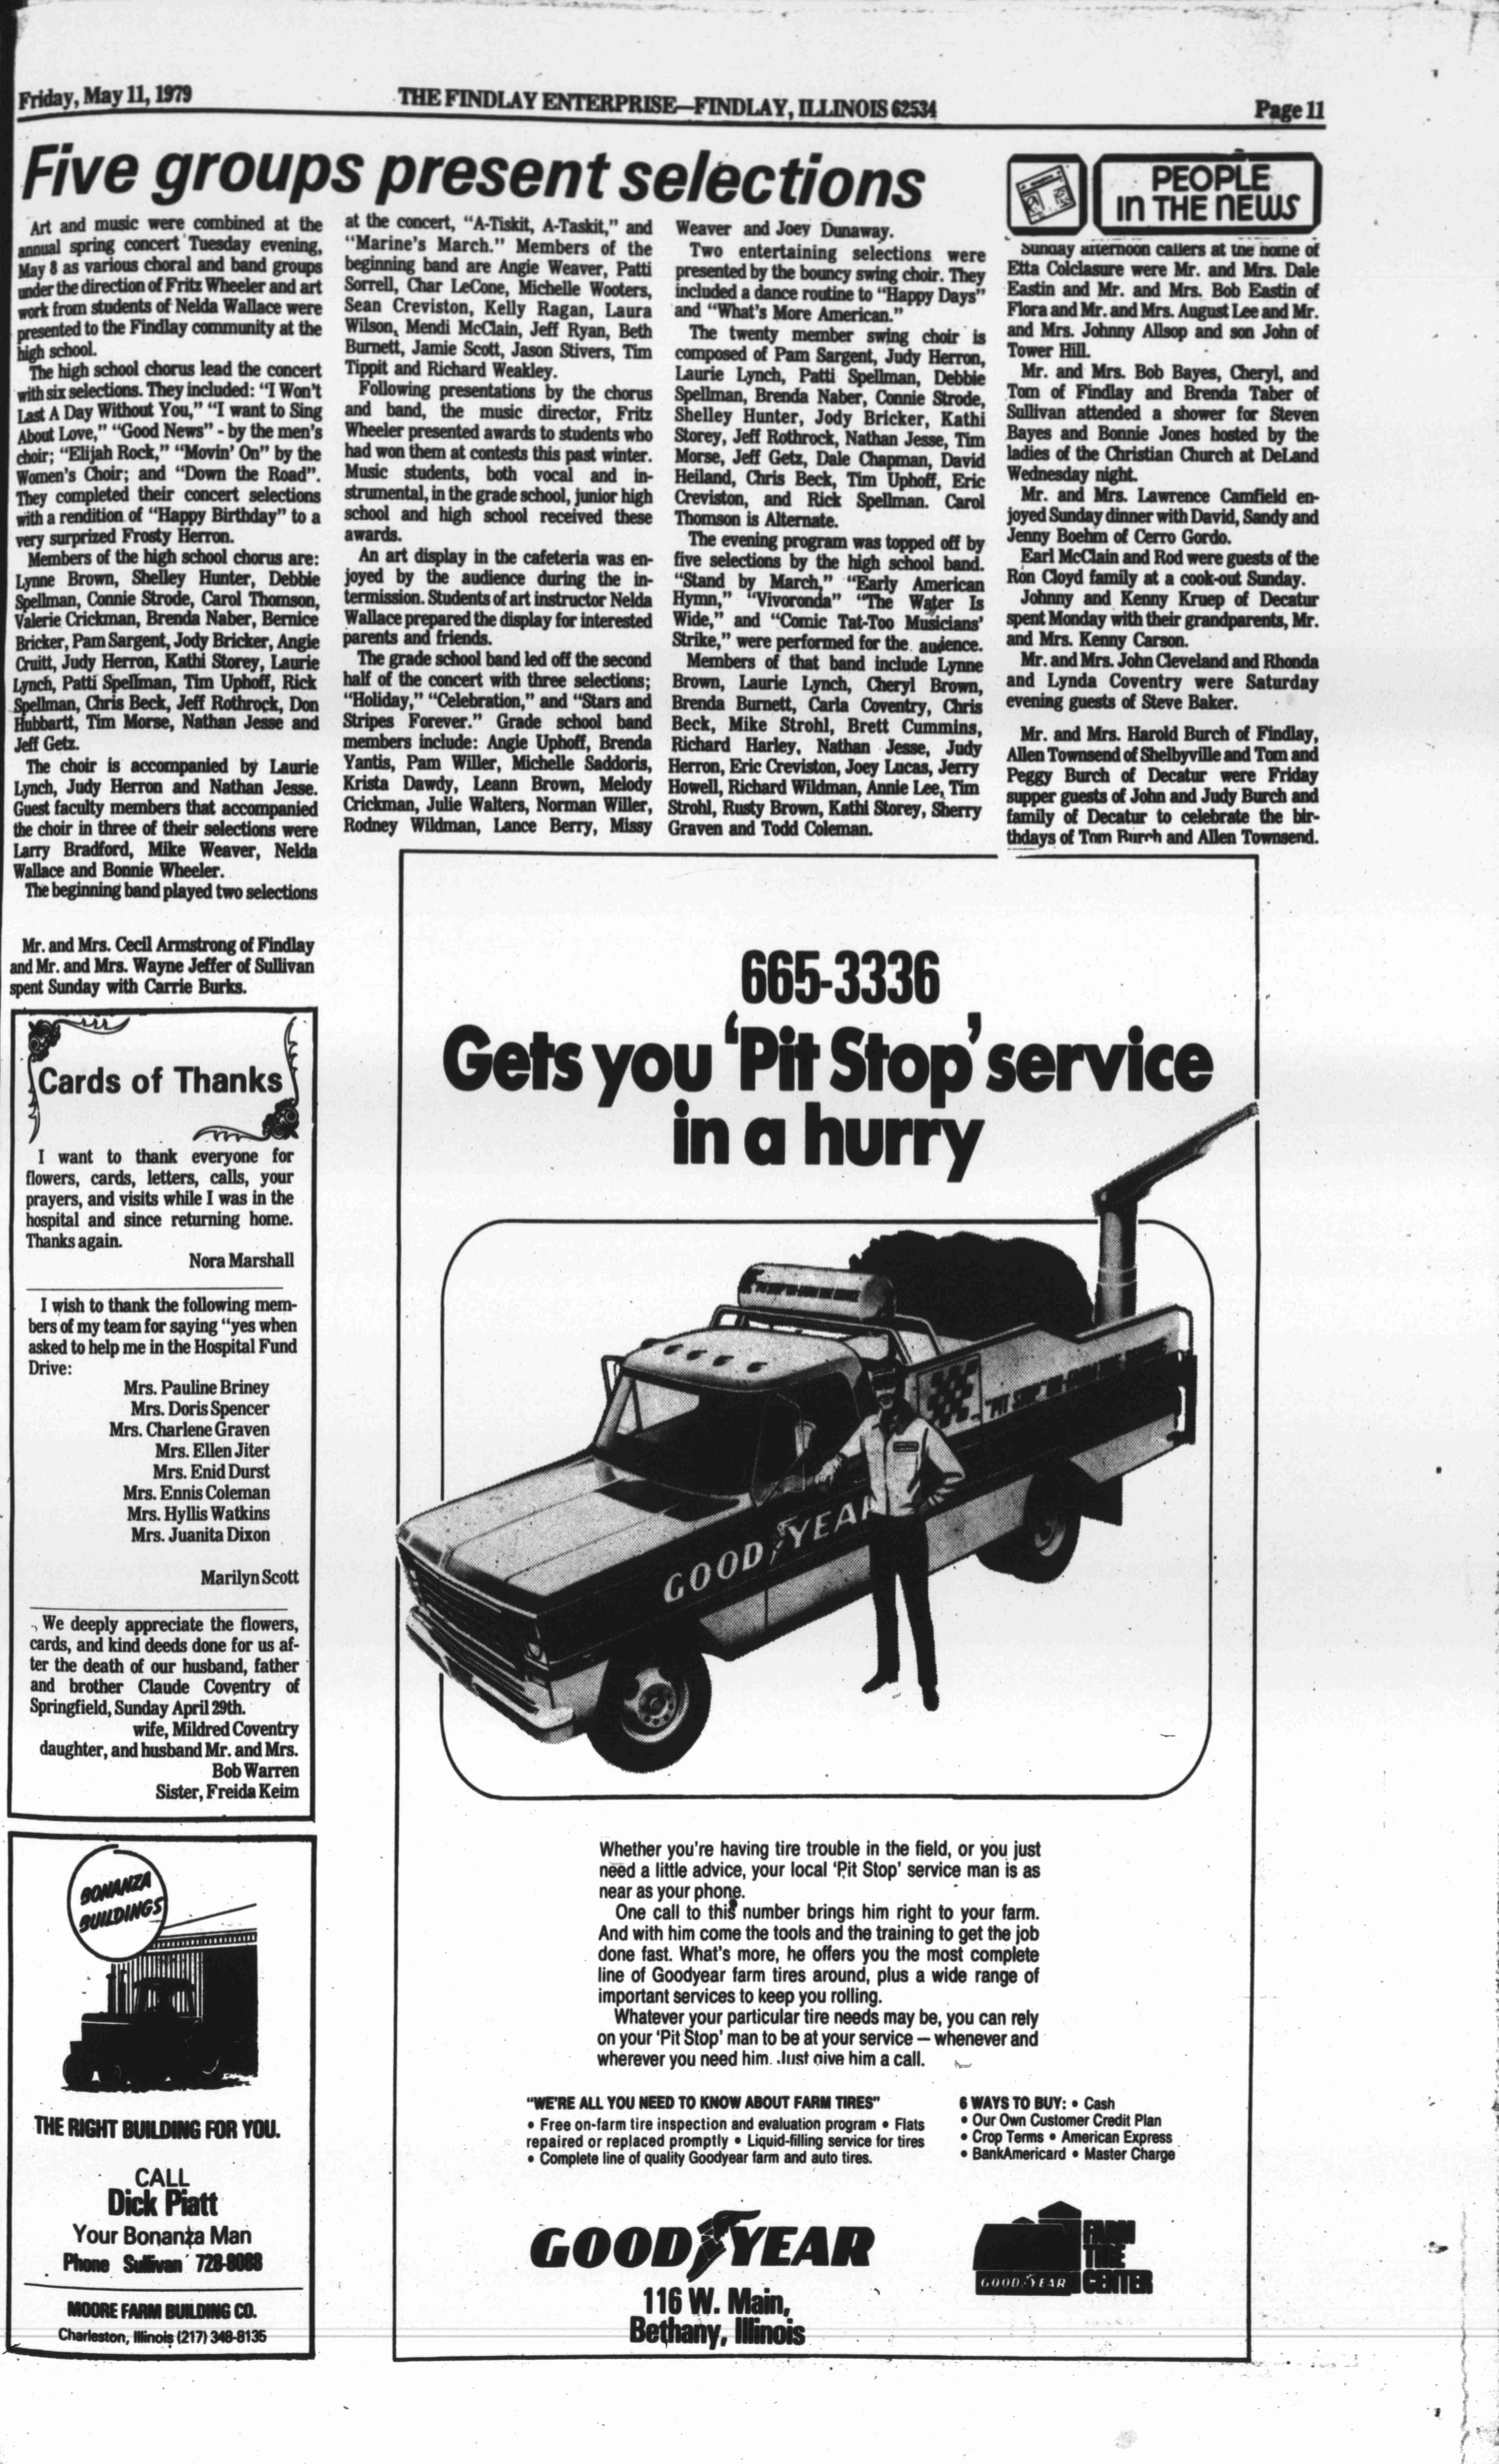 Friday, May 11, 1979
THE FINDLAY ENTERPRISE—FINDLAY, ILLINOIS 62534
Page 11
Five groups present selections
Art and music were combined at the
annual spring concert Tuesday evening,
May 8 as various choral and band groups
under the direction of Fritz Wheeler and art
work from students of Nelda Wallace were
presented to the Findlay community at the
high school.
The high school chorus lead the concert
with six selections. They included: "I Won't
Last A Day Without You," "I want to Sing
About Love," "Good News" - by the men's
choir; "Elijah Rock," "Movin' On" by the
Women's Choir; and "Down the Road".
They completed their concert selections
with a rendition of "Happy Birthday" to a
very surprized Frosty Herron.
Members of the high school chorus are:
Lynne Brown, Shelley Hunter, Debbie
Spellman, Connie Strode, Carol Thomson,
Valerie Crickman, Brenda Naber, Bernice
Bricker, Pam Sargent, Jody Bricker, Angie
Cruitt, Judy Herron, Kathi Storey, Laurie
Lynch, Patti Spellman, Tim Uphoff, Rick
Spellman, Chris Beck, Jeff Rothrock, Don
Hubbartt, Tim Morse, Nathan Jesse and
Jeff Getz.
The choir is accompanied by Laurie
Lynch, Judy Herron and Nathan Jesse.
Guest faculty members that accompanied
the choir in three of their selections were
Larry Bradford, Mike Weaver, Nelda
Wallace and Bonnie Wheeler.
The beginning band played two selections
at the concert, "A-Tiskit, A-Taskit," and
"Marine's March." Members of the
beginning band are Angie Weaver, Patti
Sorrell, Char LeCone, Michelle Wooters,
Sean Creviston, Kelly Ragan, Laura
Wilson, Mendi McClain, Jeff Ryan, Beth
Burnett, Jamie Scott, Jason Stivers, Tim
Tippit and Richard Weakley.
Following presentations by the chorus
and band, the music director, Fritz
Wheeler presented awards to students who
had won them at contests this past winter.
Music students, both vocal and in-
strumental, in the grade school, junior high
school and high school received these
awards.
An art display in the cafeteria was en-
joyed by the audience during the in-
termission. Students of art instructor Nelda
Wallace prepared the display for interested
parents and friends.
The grade school band led off the second
half of the concert with three selections;
"Holiday," "Celebration," and "Stars and
Stripes Forever." Grade school band
members include: Angie Uphoff, Brenda
Yantis, Pam Willer, Michelle Saddoris,
Krista Dawdy, Leann Brown, Melody
Crickman, Julie Walters, Norman Willer,
Rodney Wildman, Lance Berry, Missy
Weaver and Joey Dunaway.
Two entertaining selections were
presented by the bouncy swing choir. They
included a dance routine to "Happy Days"
and "What's More American."
The twenty member swing choir is
composed of Pam Sargent, Judy Herron,
Laurie Lynch, Patti Spellman, Debbie
Spellman, Brenda Naber, Connie Strode,
Shelley Hunter, Jody Bricker, Kathi
Storey, Jeff Rothrock, Nathan Jesse, Tim
Morse, Jeff Getz, Dale Chapman, David
Heiland, Chris Beck, Tim Uphoff, Eric
Creviston, and Rick Spellman. Carol
Thomson is Alternate.
The evening program was topped off by
five selections by the high school band.
"Stand by March," "Early American
Hymn," "Vivoronda" "The Water Is
Wide," and "Comic Tat-Too Musicians'
Strike," were performed for the audience.
Members of that band include Lynne
Brown, Laurie Lynch, Cheryl Brown,
Brenda Burnett, Carla Coventry, Chris
Beck, Mike Strohl, Brett Cummins,
Richard Harley, Nathan Jesse, Judy
Herron, Eric Creviston, Joey Lucas, Jerry
Howell, Richard Wildman, Annie Lee, Tim
Strohl, Rusty Brown, Kathi Storey, Sherry
Graven and Todd Coleman.
PEOPLE
IN THE NEWS
Sunday afternoon callers at the home of
Etta Colclasure were Mr. and Mrs. Dale
Eastin and Mr. and Mrs. Bob Eastin of
Flora and Mr. and Mrs. August Lee and Mr.
and Mrs. Johnny Allsop and son John of
Tower Hill.
Mr. and Mrs. Bob Bayes, Cheryl, and
Tom of Findlay and Brenda Taber of
Sullivan attended a shower for Steven
Bayes and Bonnie Jones hosted by the
ladies of the Christian Church at DeLand
Wednesday night.
Mr. and Mrs. Lawrence Camfield en-
joyed Sunday dinner with David, Sandy and
Jenny Boehm of Cerro Gordo.
Earl McClain and Rod were guests of the
Ron Cloyd family at a cook-out Sunday.
Johnny and Kenny Kruep of Decatur
spent Monday with their grandparents, Mr.
and Mrs. Kenny Carson.
Mr. and Mrs. John Cleveland and Rhonda
and Lynda Coventry were Saturday
evening guests of Steve Baker.
Mr. and Mrs. Harold Burch of Findlay,
Allen Townsend of Shelbyville and Tom and
Peggy Burch of Decatur were Friday
supper guests of John and Judy Burch and
family of Decatur to celebrate the bir-
thdays of Tom Burch and Allen Townsend.
Mr. and Mrs. Cecil Armstrong of Findlay
and Mr. and Mrs. Wayne Jeffer of Sullivan
spent Sunday with Carrie Burks.
Cards of Thanks
I want to thank everyone for
flowers, cards, letters, calls, your
prayers, and visits while I was in the
hospital and since returning home.
Thanks again.
Nora Marshall
I wish to thank the following mem-
bers of my team for saying "yes when
asked to help me in the Hospital Fund
Drive:
Mrs. Pauline Briney
Mrs. Doris Spencer
Mrs. Charlene Graven
Mrs. Ellen Jiter
Mrs. Enid Durst
Mrs. Ennis Coleman
Mrs. Hyllis Watkins
Mrs. Juanita Dixon
Marilyn Scott
We deeply appreciate the flowers,
cards, and kind deeds done for us af-
ter the death of our husband, father
and brother Claude Coventry of
Springfield, Sunday April 29th.
wife, Mildred Coventry
daughter, and husband Mr. and Mrs.
Bob Warren
Sister, Freida Keim
BONANZA
BUILDINGS
THE RIGHT BUILDING FOR YOU.
CALL
Dick Piatt
Your Bonanza Man
Phone Sullivan 728-8088
MOORE FARM BUILDING CO.
Charleston, Illinois (217) 348-8135
665-3336
Gets you 'Pit Stop' service
in a hurry
GOODYEAR
Whether you're having tire trouble in the field, or you just
need a little advice, your local 'Pit Stop' service man is as
near as your phone.
One call to this number brings him right to your farm.
And with him come the tools and the training to get the job
done fast. What's more, he offers you the most complete
line of Goodyear farm tires around, plus a wide range of
important services to keep you rolling.
Whatever your particular tire needs may be, you can rely
on your 'Pit Stop' man to be at your service — whenever and
wherever you need him. Just give him a call.
"WE'RE ALL YOU NEED TO KNOW ABOUT FARM TIRES"
• Free on-farm tire inspection and evaluation program • Flats
repaired or replaced promptly • Liquid-filling service for tires
• Complete line of quality Goodyear farm and auto tires.
6 WAYS TO BUY: • Cash
• Our Own Customer Credit Plan
• Crop Terms • American Express
• BankAmericard • Master Charge
GOODYEAR
116 W. Main,
Bethany, Illinois
GOODYEAR
FARM
TIRE
CENTER